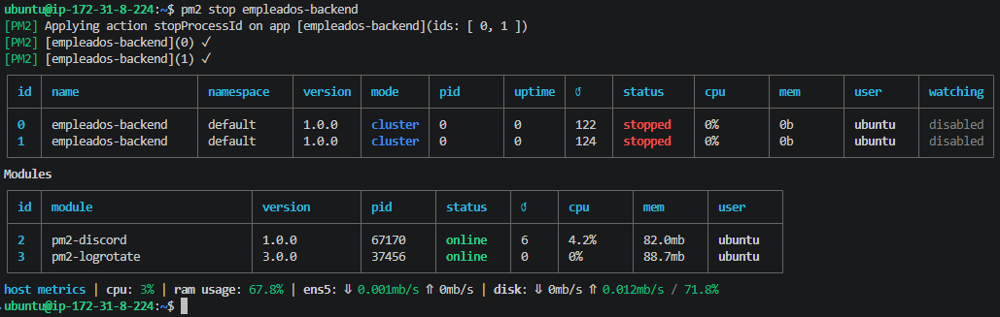 ubuntu@ip-172-31-8-224:~$ pm2 stop empleados-backend
[PM2] Applying action stopProcessId on app [empleados-backend](ids: [ 0, 1 ])
[PM2] [empleados-backend](0) ✓
[PM2] [empleados-backend](1) ✓
id name namespace version mode pid uptime ↺ status cpu mem user watching
0 empleados-backend default 1.0.0 cluster 0 0 122 stopped 0% 0b ubuntu disabled
1 empleados-backend default 1.0.0 cluster 0 0 124 stopped 0% 0b ubuntu disabled
Modules
id module version pid status ↺ cpu mem user
2 pm2-discord 1.0.0 67170 online 6 4.2% 82.0mb ubuntu
3 pm2-logrotate 3.0.0 37456 online 0 0% 88.7mb ubuntu
host metrics | cpu: 3% | ram usage: 67.8% | ens5: ⇓ 0.001mb/s ⇑ 0mb/s | disk: ⇓ 0mb/s ⇑ 0.012mb/s / 71.8%
ubuntu@ip-172-31-8-224:~$